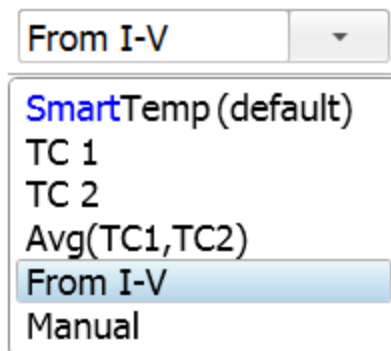 From I-V
SmartTemp (default)
TC 1
TC 2
Avg(TC1,TC2)
From I-V
Manual